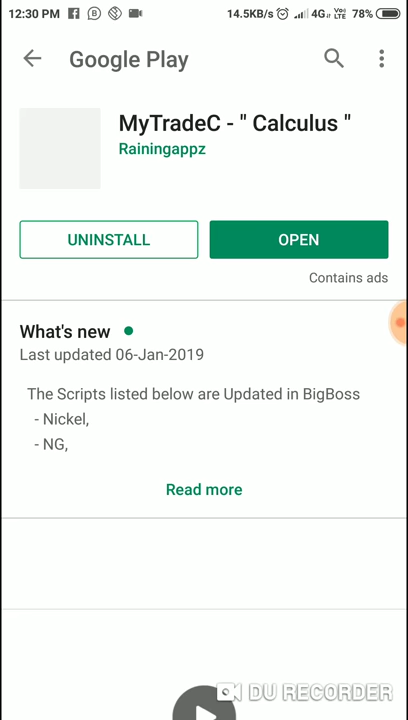 12:30 PM 14.5KB/s 4G VoLTE 78%
Google Play
MyTradeC - " Calculus "
Rainingappz
UNINSTALL OPEN
Contains ads
What's new
Last updated 06-Jan-2019
The Scripts listed below are Updated in BigBoss
- Nickel,
- NG,
Read more
DU RECORDER